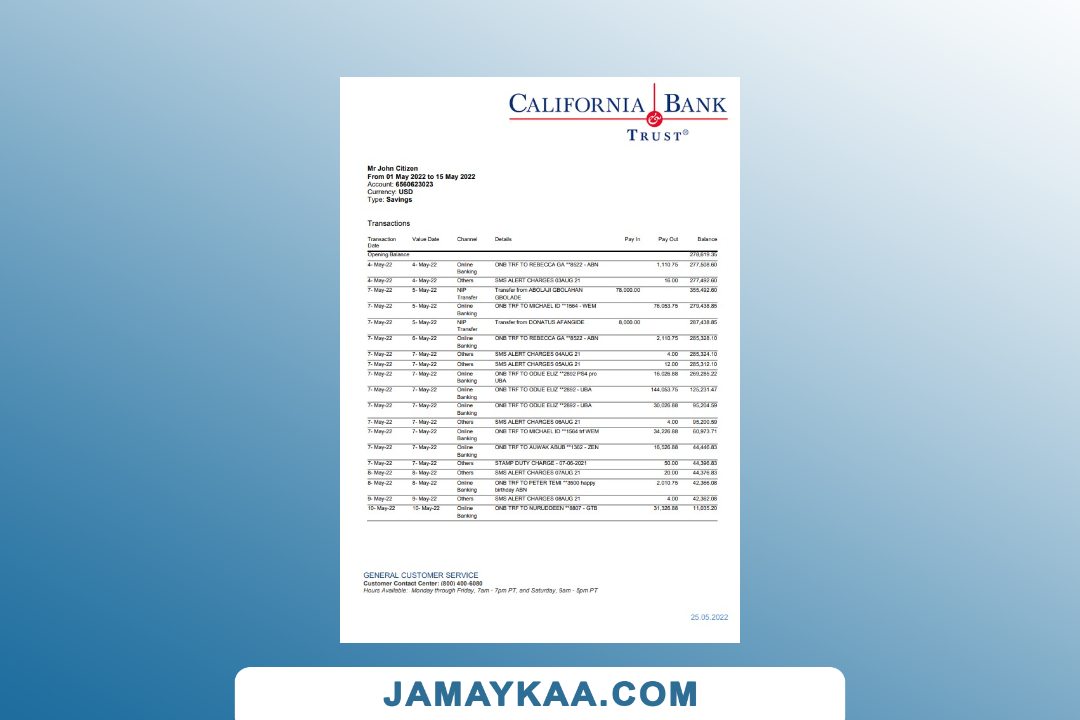 CALIFORNIA BANK
TRUST®
Mr John Citizen
From 01 May 2022 to 15 May 2022
Account: 6560623023
Currency: USD
Type: Savings
Transactions
Transaction Date Value Date Channel Details Pay In Pay Out Balance
Opening Balance 278,619.35
4- May-22 4- May-22 Online Banking ONB TRF TO REBECCA GA **8522 - ABN 1,110.75 277,508.60
4- May-22 4- May-22 Others SMS ALERT CHARGES 03AUG 21 16.00 277,492.60
7- May-22 5- May-22 NIP Transfer Transfer from ABOLAJI GBOLAHAN GBOLADE 78,000.00 355,492.60
7- May-22 5- May-22 Online Banking ONB TRF TO MICHAEL ID **1564 - WEM 76,053.75 279,438.85
7- May-22 5- May-22 NIP Transfer Transfer from DONATUS AFANGIDE 8,000.00 287,438.85
7- May-22 6- May-22 Online Banking ONB TRF TO REBECCA GA **8522 - ABN 2,110.75 285,328.10
7- May-22 7- May-22 Others SMS ALERT CHARGES 04AUG 21 4.00 285,324.10
7- May-22 7- May-22 Others SMS ALERT CHARGES 05AUG 21 12.00 285,312.10
7- May-22 7- May-22 Online Banking ONB TRF TO ODIJE ELIZ **2892 PS4 pro UBA 16,026.88 269,285.22
7- May-22 7- May-22 Online Banking ONB TRF TO ODIJE ELIZ **2892 - UBA 144,053.75 125,231.47
7- May-22 7- May-22 Online Banking ONB TRF TO ODIJE ELIZ **2892 - UBA 30,026.88 95,204.59
7- May-22 7- May-22 Others SMS ALERT CHARGES 06AUG 21 4.00 95,200.59
7- May-22 7- May-22 Online Banking ONB TRF TO MICHAEL ID **1564 trf WEM 34,226.88 60,973.71
7- May-22 7- May-22 Online Banking ONB TRF TO AUWAK ABUB **1362 - ZEN 16,526.88 44,446.83
7- May-22 7- May-22 Others STAMP DUTY CHARGE - 07-06-2021 50.00 44,396.83
8- May-22 8- May-22 Others SMS ALERT CHARGES 07AUG 21 20.00 44,376.83
8- May-22 8- May-22 Online Banking ONB TRF TO PETER TEMI **3500 happy birthday ABN 2,010.75 42,366.08
9- May-22 9- May-22 Others SMS ALERT CHARGES 08AUG 21 4.00 42,362.08
10- May-22 10- May-22 Online Banking ONB TRF TO NURUDDEEN **8807 - GTB 31,326.88 11,035.20
GENERAL CUSTOMER SERVICE
Customer Contact Center: (800) 400-6080
Hours Available: Monday through Friday, 7am - 7pm PT, and Saturday, 9am - 5pm PT
25.05.2022
JAMAYKAA.COM